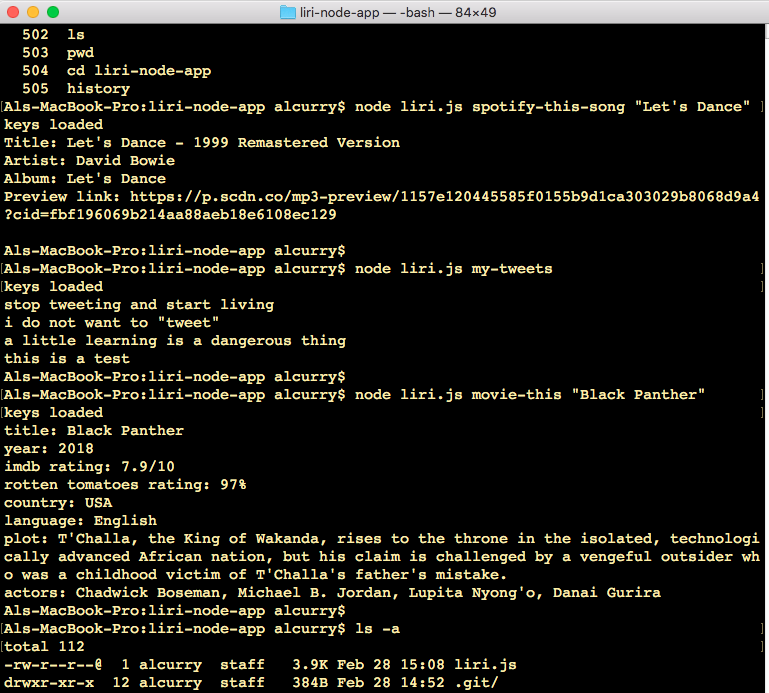 liri-node-app — -bash — 84×49
502  ls
503  pwd
504  cd liri-node-app
505  history
[Als-MacBook-Pro:liri-node-app alcurry$ node liri.js spotify-this-song "Let's Dance" ]
keys loaded
Title: Let's Dance - 1999 Remastered Version
Artist: David Bowie
Album: Let's Dance
Preview link: https://p.scdn.co/mp3-preview/1157e120445585f0155b9d1ca303029b8068d9a4
?cid=fbf196069b214aa88aeb18e6108ec129
Als-MacBook-Pro:liri-node-app alcurry$
[Als-MacBook-Pro:liri-node-app alcurry$ node liri.js my-tweets ]
[keys loaded ]
stop tweeting and start living
i do not want to "tweet"
a little learning is a dangerous thing
this is a test
Als-MacBook-Pro:liri-node-app alcurry$
[Als-MacBook-Pro:liri-node-app alcurry$ node liri.js movie-this "Black Panther" ]
[keys loaded ]
title: Black Panther
year: 2018
imdb rating: 7.9/10
rotten tomatoes rating: 97%
country: USA
language: English
plot: T'Challa, the King of Wakanda, rises to the throne in the isolated, technologi
cally advanced African nation, but his claim is challenged by a vengeful outsider wh
o was a childhood victim of T'Challa's father's mistake.
actors: Chadwick Boseman, Michael B. Jordan, Lupita Nyong'o, Danai Gurira
Als-MacBook-Pro:liri-node-app alcurry$
[Als-MacBook-Pro:liri-node-app alcurry$ ls -a ]
[total 112 ]
-rw-r--r--@  1 alcurry  staff   3.9K Feb 28 15:08 liri.js
drwxr-xr-x  12 alcurry  staff   384B Feb 28 14:52 .git/